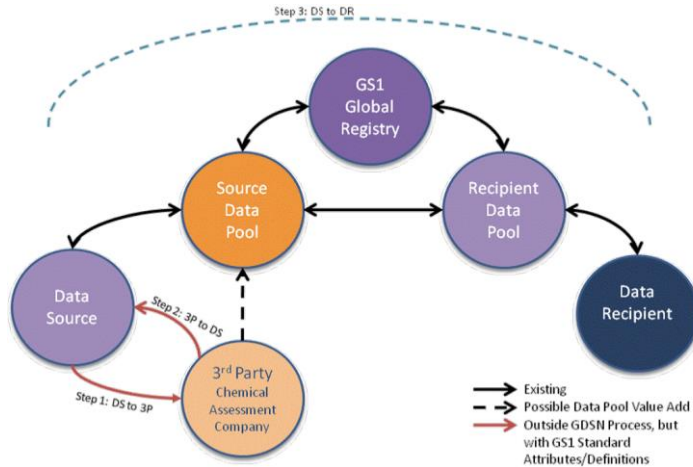 Step 3: DS to DR
GS1
Global
Registry
Source
Data
Pool
Recipient
Data
Pool
Data
Source
Step 2: 3P to DS
Data
Recipient
3rd Party
Chemical
Assessment
Company
Step 1: DS to 3P
Existing
Possible Data Pool Value Add
Outside GDSN Process, but
with GS1 Standard
Attributes/Definitions